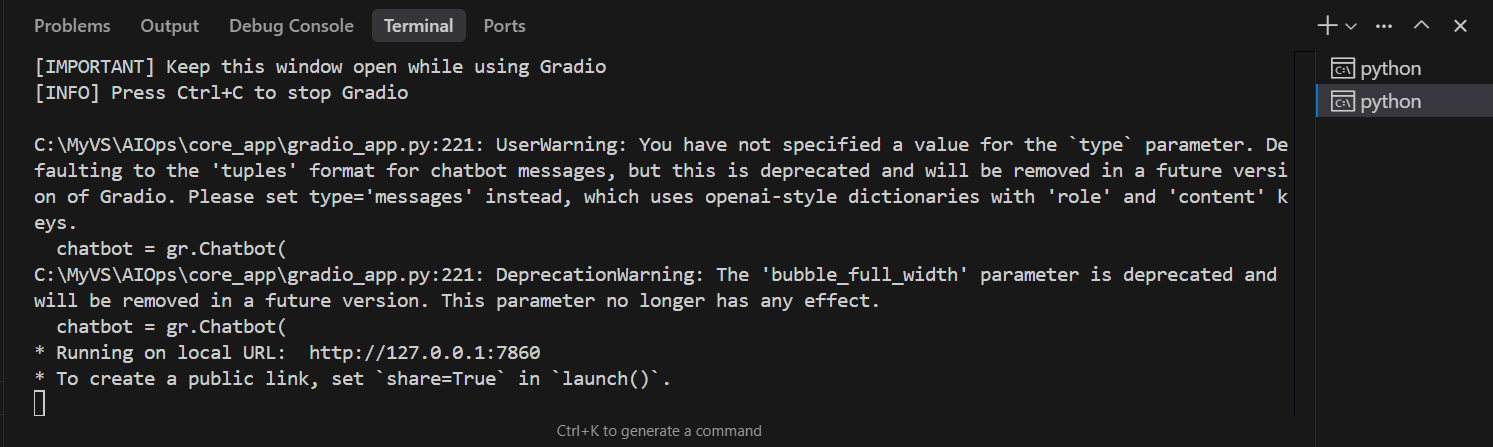 Problems Output Debug Console Terminal Ports
[IMPORTANT] Keep this window open while using Gradio
[INFO] Press Ctrl+C to stop Gradio
C:\MyVS\AIOps\core_app\gradio_app.py:221: UserWarning: You have not specified a value for the `type` parameter. De
faulting to the 'tuples' format for chatbot messages, but this is deprecated and will be removed in a future versi
on of Gradio. Please set type='messages' instead, which uses openai-style dictionaries with 'role' and 'content' k
eys.
  chatbot = gr.Chatbot(
C:\MyVS\AIOps\core_app\gradio_app.py:221: DeprecationWarning: The 'bubble_full_width' parameter is deprecated and
will be removed in a future version. This parameter no longer has any effect.
  chatbot = gr.Chatbot(
* Running on local URL:  http://127.0.0.1:7860
* To create a public link, set `share=True` in `launch()`.
Ctrl+K to generate a command
python
python